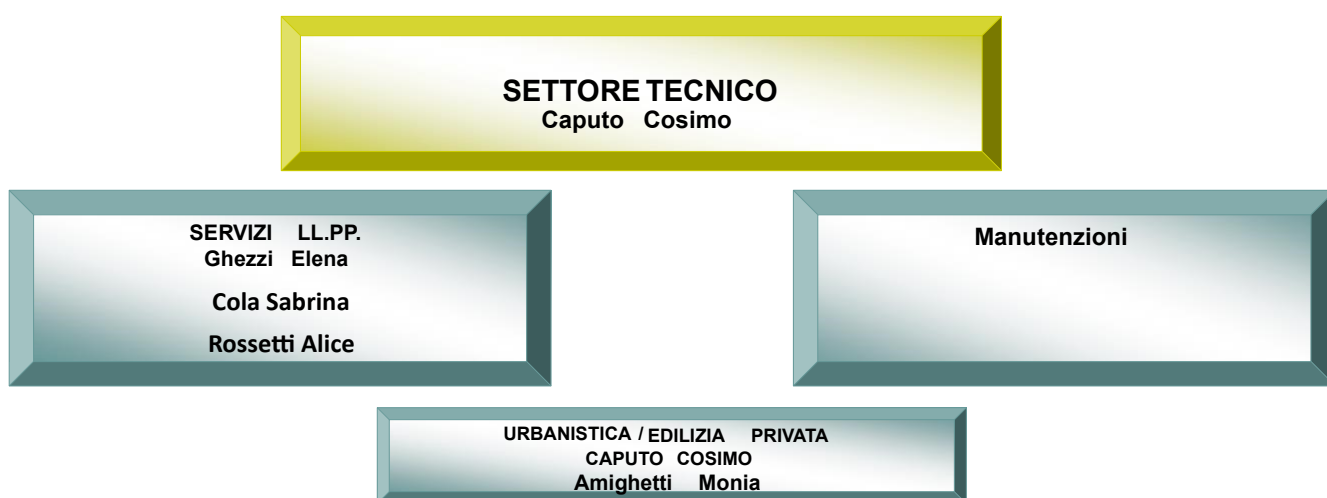 SETTORE TECNICO
Caputo Cosimo
SERVIZI LL.PP.
Ghezzi Elena
Cola Sabrina
Rossetti Alice
Manutenzioni
URBANISTICA / EDILIZIA PRIVATA
CAPUTO COSIMO
Amighetti Monia